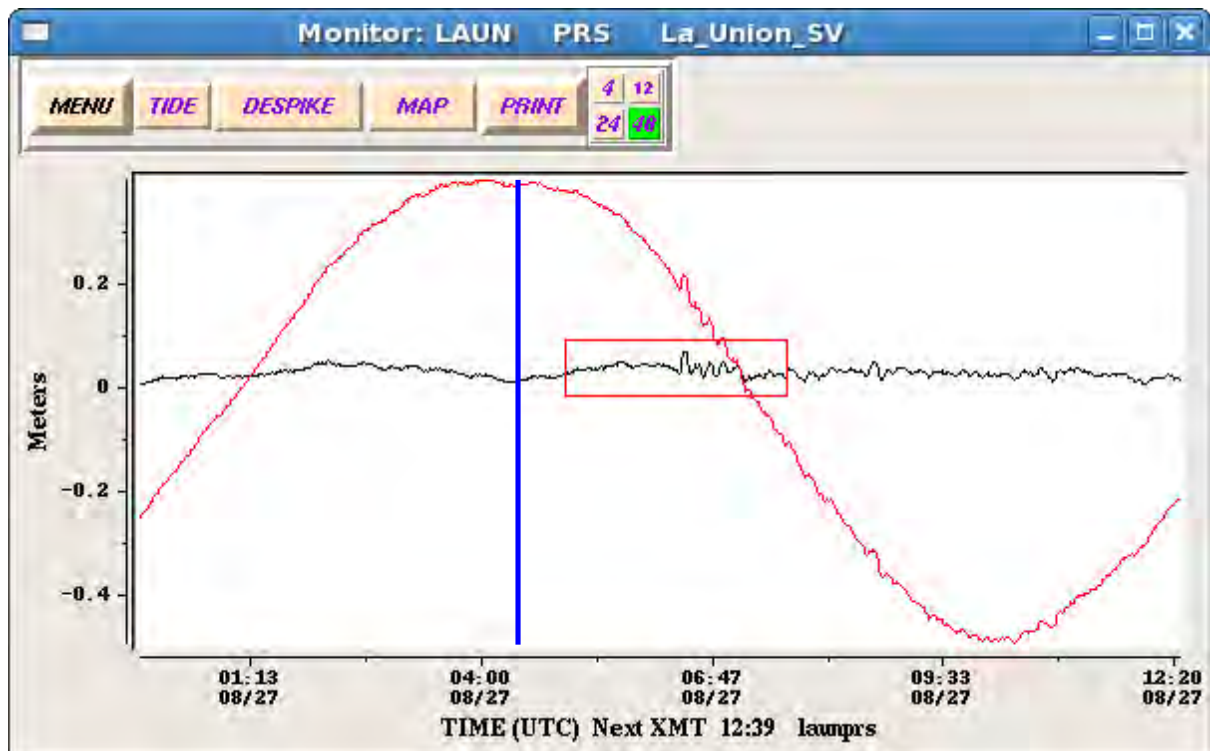 Monitor: LAUN PRS La_Union_SV
MENU TIDE DESPIKE MAP PRINT
4 12
24 48
0.2
0
-0.2
-0.4
Meters
01:13 04:00 06:47 09:33 12:20
08/27 08/27 08/27 08/27 08/27
TIME (UTC) Next XMT 12:39 launprs